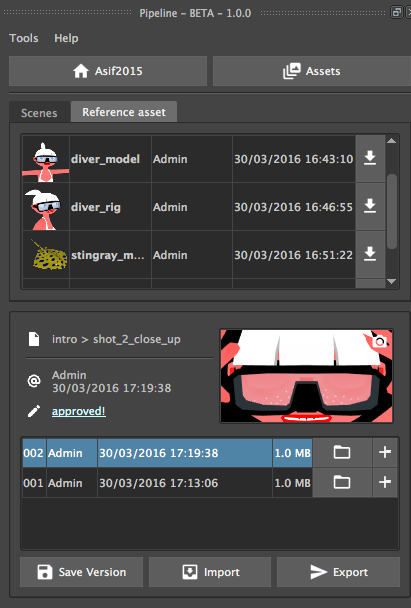 Pipeline - BETA - 1.0.0
Tools Help
Asif2015 Assets
Scenes Reference asset
diver_model Admin 30/03/2016 16:43:10
diver_rig Admin 30/03/2016 16:46:55
stingray_m... Admin 30/03/2016 16:51:22
intro > shot_2_close_up
@ Admin
30/03/2016 17:19:38
approved!
002 Admin 30/03/2016 17:19:38 1.0 MB +
001 Admin 30/03/2016 17:13:06 1.0 MB +
Save Version Import Export